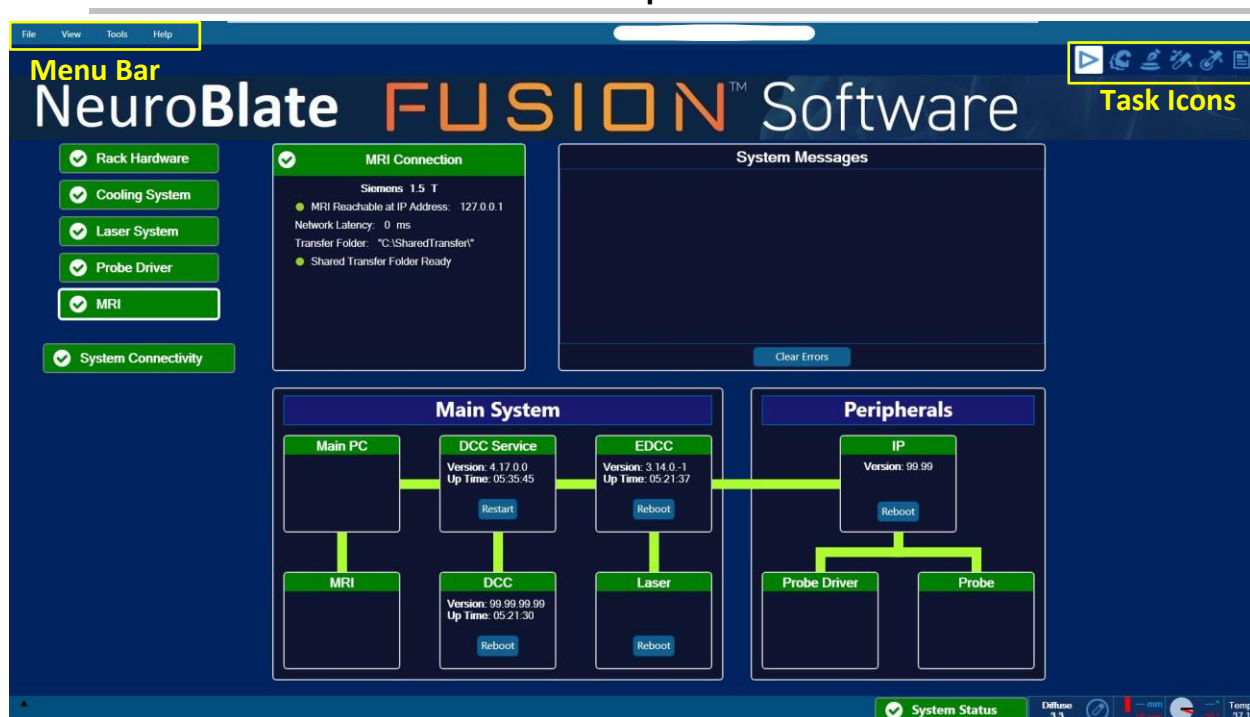 File View Tools Help
Menu Bar
Task Icons
NeuroBlate FUSION™ Software
Rack Hardware
Cooling System
Laser System
Probe Driver
MRI
System Connectivity
MRI Connection
Siemens 1.5 T
MRI Reachable at IP Address: 127.0.0.1
Network Latency: 0 ms
Transfer Folder: "C:\SharedTransfer\"
Shared Transfer Folder Ready
System Messages
Clear Errors
Main System
Main PC
DCC Service
Version: 4.17.0.0
Up Time: 05:35:45
Restart
EDCC
Version: 3.14.0.-1
Up Time: 05:21:37
Reboot
MRI
DCC
Version: 99.99.99.99
Up Time: 05:21:30
Reboot
Laser
Reboot
Peripherals
IP
Version: 99.99
Reboot
Probe Driver
Probe
System Status
Diffuse
3.3
— mm
—°